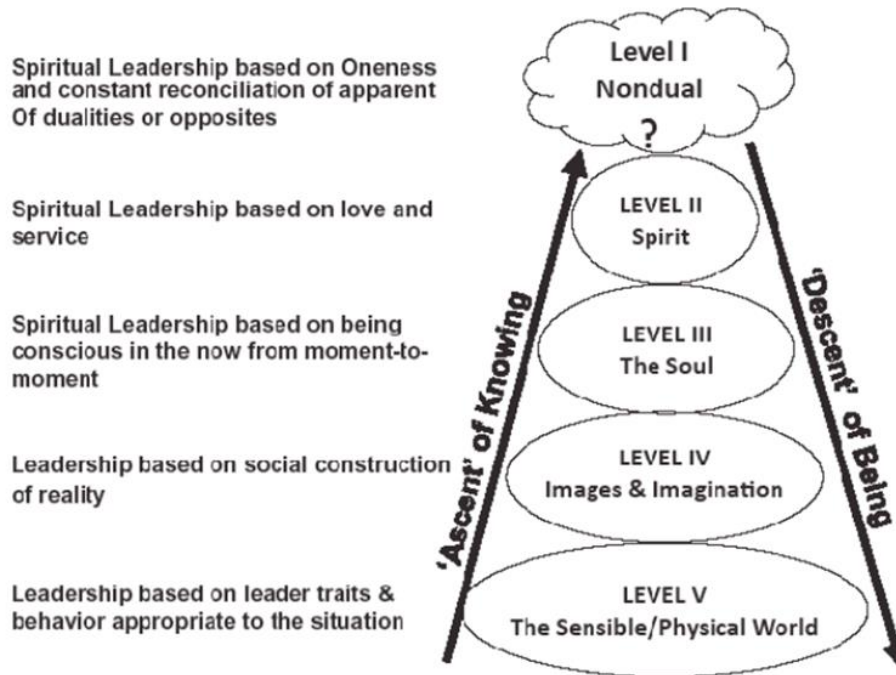 Spiritual Leadership based on Oneness
and constant reconciliation of apparent
Of dualities or opposites
Level I
Nondual
?
Spiritual Leadership based on love and
service
LEVEL II
Spirit
Spiritual Leadership based on being
conscious in the now from moment-to-
moment
LEVEL III
The Soul
Leadership based on social construction
of reality
LEVEL IV
Images & Imagination
Leadership based on leader traits &
behavior appropriate to the situation
LEVEL V
The Sensible/Physical World
'Ascent' of Knowing
'Descent' of Being